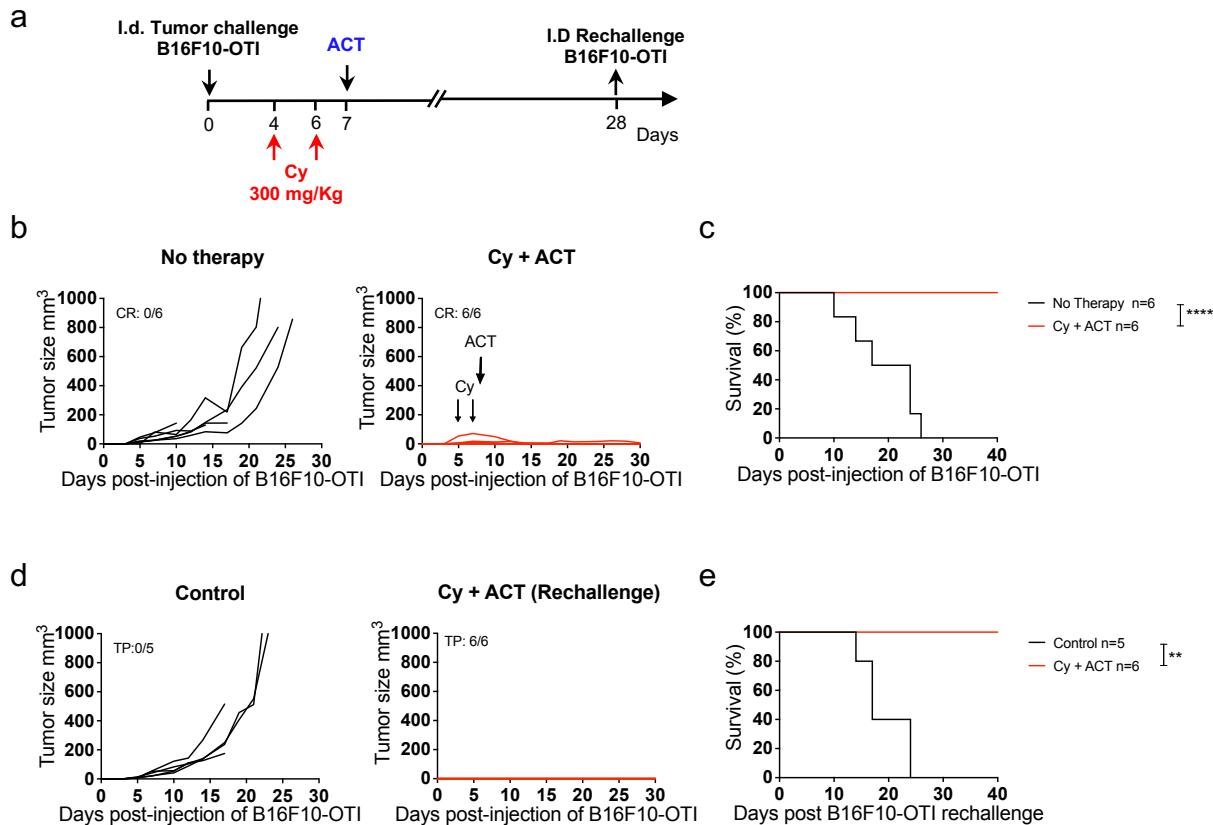 a
I.d. Tumor challenge
B16F10-OTI
ACT
I.D Rechallenge
B16F10-OTI
0
4
6
7
28
Days
Cy
300 mg/Kg
b
No therapy
Tumor size mm³
1000
800
600
400
200
0
CR: 0/6
0 5 10 15 20 25 30
Days post-injection of B16F10-OTI
Cy + ACT
Tumor size mm³
1000
800
600
400
200
0
CR: 6/6
ACT
Cy
0 5 10 15 20 25 30
Days post-injection of B16F10-OTI
c
Survival (%)
100
80
60
40
20
0
0 10 20 30 40
Days post-injection of B16F10-OTI
No Therapy n=6
Cy + ACT n=6
****
d
Control
Tumor size mm³
1000
800
600
400
200
0
TP:0/5
0 5 10 15 20 25 30
Days post-injection of B16F10-OTI
Cy + ACT (Rechallenge)
Tumor size mm³
1000
800
600
400
200
0
TP: 6/6
0 5 10 15 20 25 30
Days post-injection of B16F10-OTI
e
Survival (%)
100
80
60
40
20
0
0 10 20 30 40
Days post B16F10-OTI rechallenge
Control n=5
Cy + ACT n=6
**